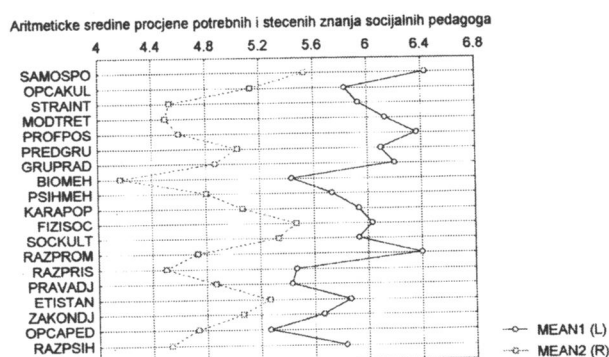 Aritmeticke sredine procjene potrebnih i stecenih znanja socijalnih pedagoga
4 4.4 4.8 5.2 5.6 6 6.4 6.8
SAMOSPO
OPCAKUL
STRAINT
MODTRET
PROFPOS
PREDGRU
GRUPRAD
BIOMEH
PSIHMEH
KARAPOP
FIZISOC
SOCKULT
RAZPROM
RAZPRIS
PRAVADJ
ETISTAN
ZAKONDJ
OPCAPED
RAZPSIH
MEAN1 (L)
MEAN2 (R)